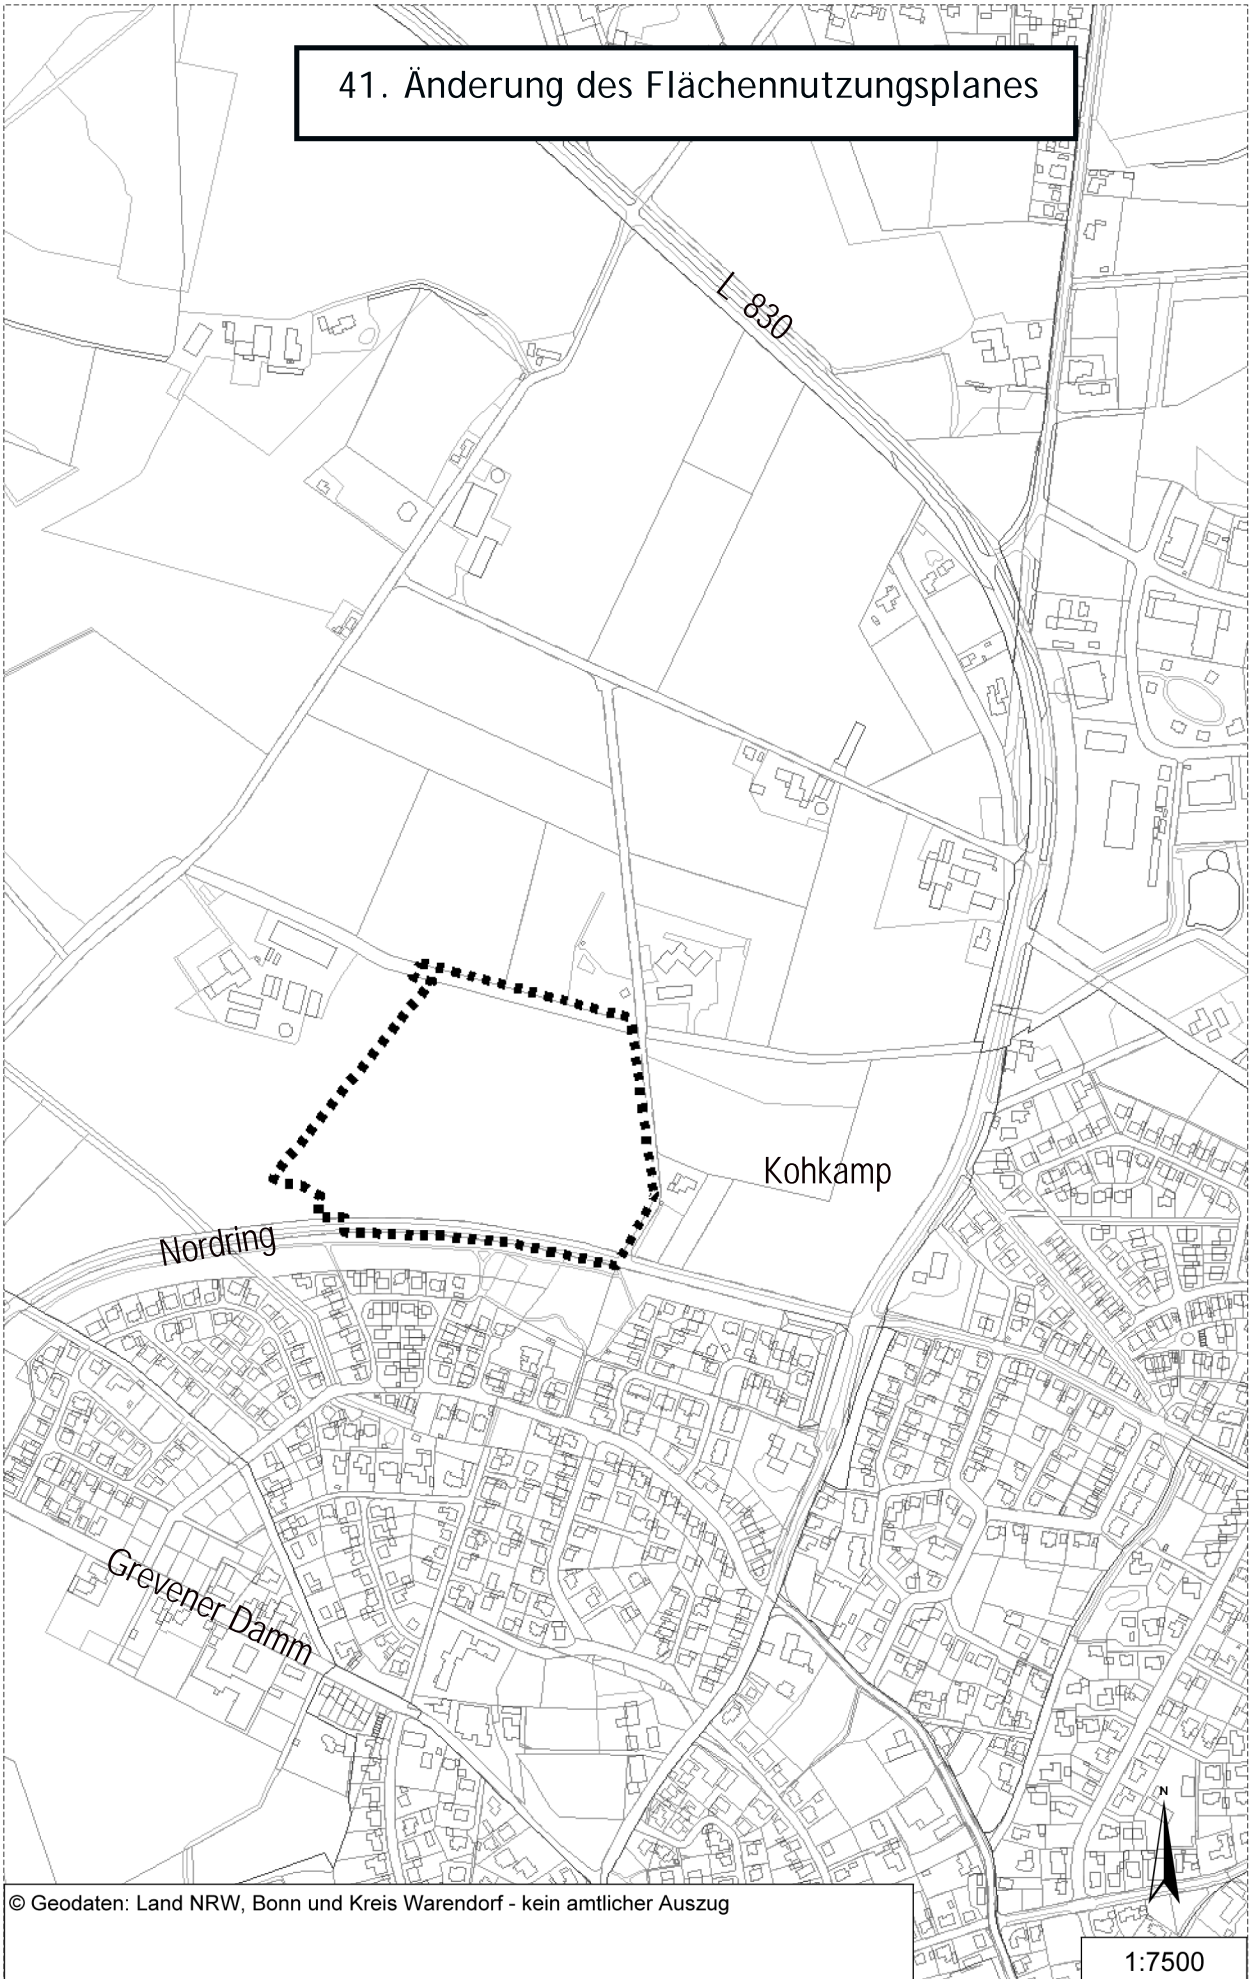 41. Änderung des Flächennutzungsplanes
L 830
Kohkamp
Nordring
Grevener Damm
N
© Geodaten: Land NRW, Bonn und Kreis Warendorf - kein amtlicher Auszug
1:7500